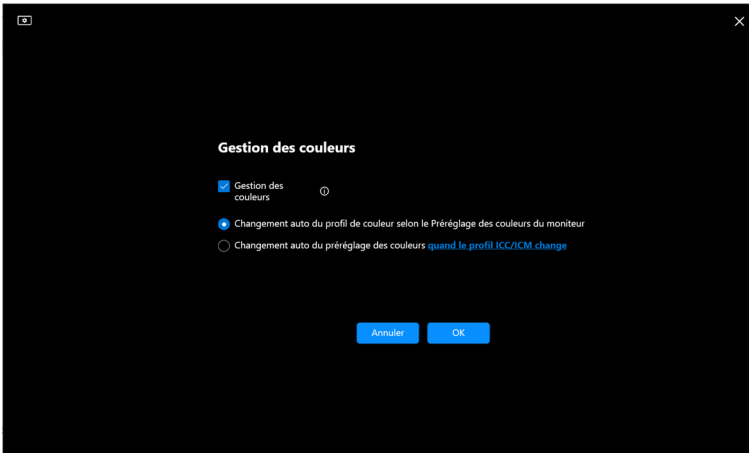 Gestion des couleurs
Gestion des
couleurs
Changement auto du profil de couleur selon le Préréglage des couleurs du moniteur
Changement auto du préréglage des couleurs quand le profil ICC/ICM change
Annuler
OK